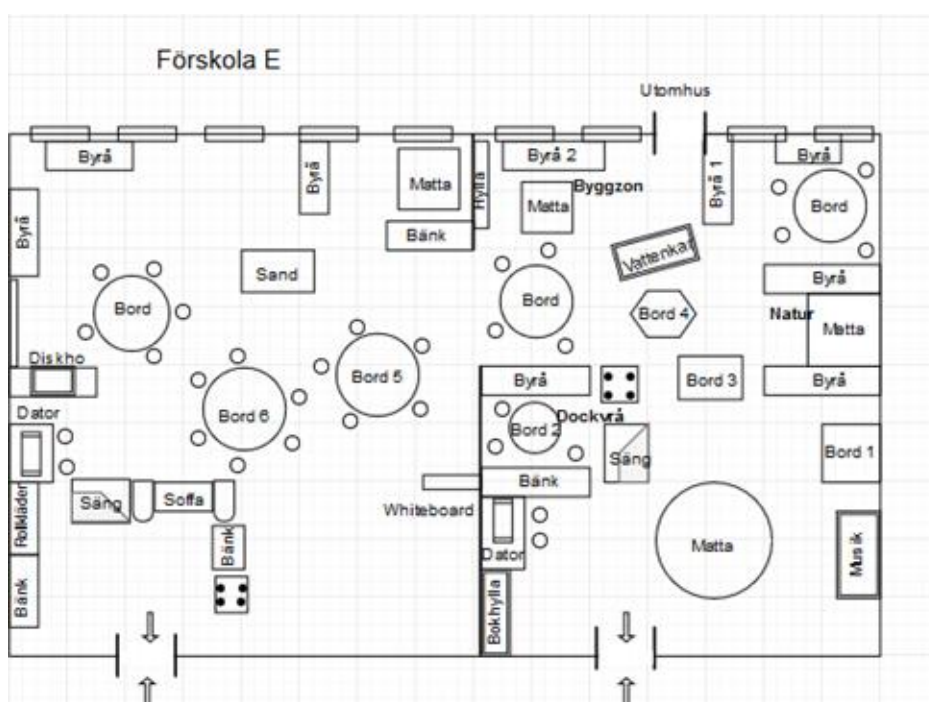 Förskola E
Utomhus
Byrå
Byrå
Matta
Hylla
Byrå 2
Byrå 1
Byrå
Byggzon
Matta
Bord
Byrå
Bänk
Sand
Vattenkar
Byrå
Bord
Bord
Bord 4
Natur
Matta
Diskho
Bord 5
Byrå
Bord 3
Byrå
Dator
Bord 6
Bord 2
Dockvrå
Säng
Bord 1
Säng
Soffa
Bänk
Rollkläder
Whiteboard
Bänk
Dator
Matta
Musik
Bänk
Bokhylla